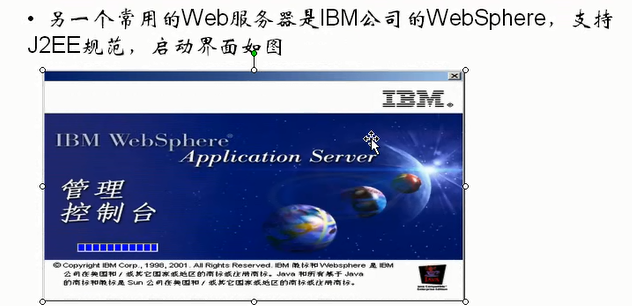 • 另一个常用的Web服务器是IBM公司的WebSphere，支持
J2EE规范，启动界面如图
IBM.
IBM WebSphere®
Application Server
管理
控制台
© Copyright IBM Corp., 1996, 2001. All Rights Reserved. IBM 徽标和 Websphere 是 IBM
公司在美国和 / 或其它国家或地区的商标或注册商标。Java 和所有基于 Java
的商标和徽标是 Sun 公司在美国和 / 或其它国家或地区的商标或注册商标。